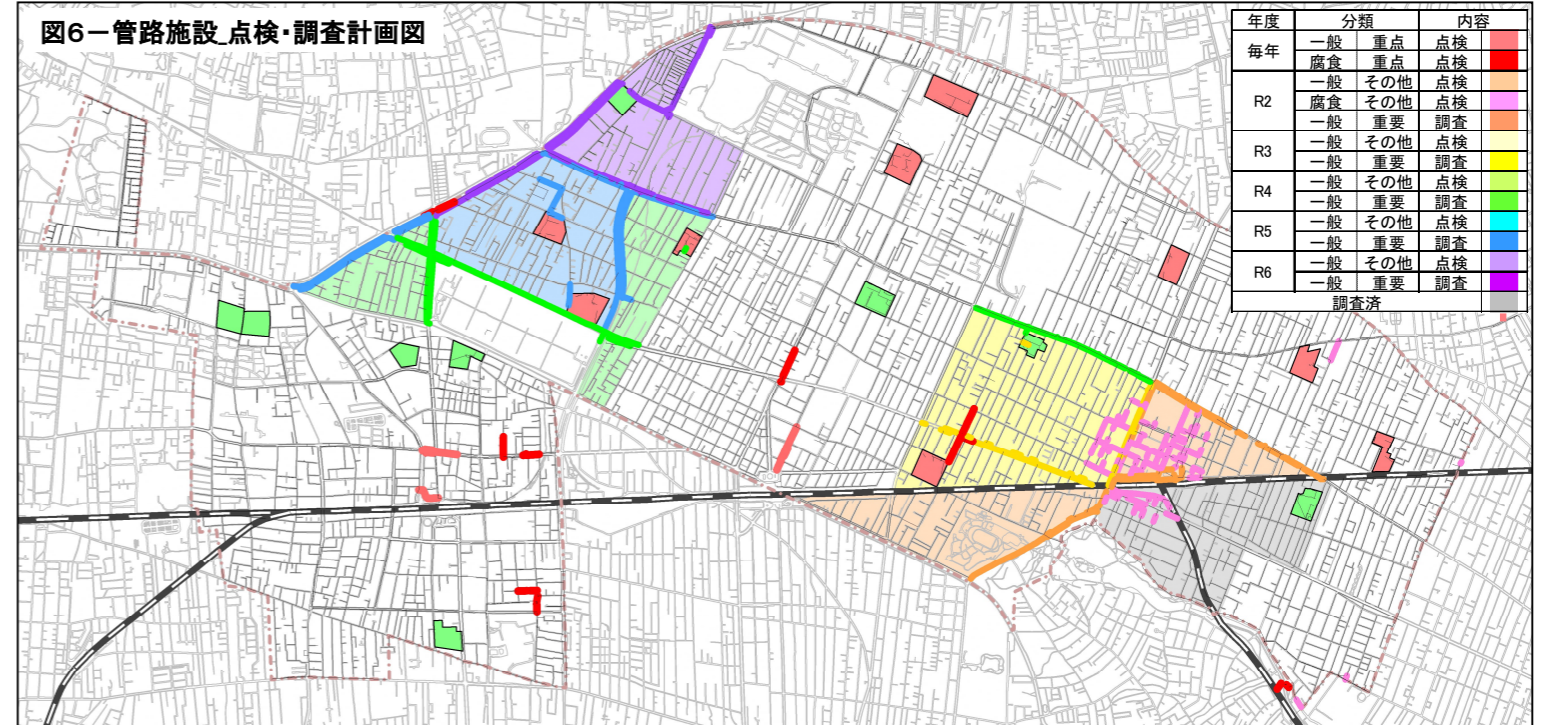 図6－管路施設_点検・調査計画図
年度 分類 内容
毎年 一般 重点 点検
腐食 重点 点検
R2 一般 その他 点検
腐食 その他 点検
一般 重要 調査
R3 一般 その他 点検
一般 重要 調査
R4 一般 その他 点検
一般 重要 調査
R5 一般 その他 点検
一般 重要 調査
R6 一般 その他 点検
一般 重要 調査
調査済